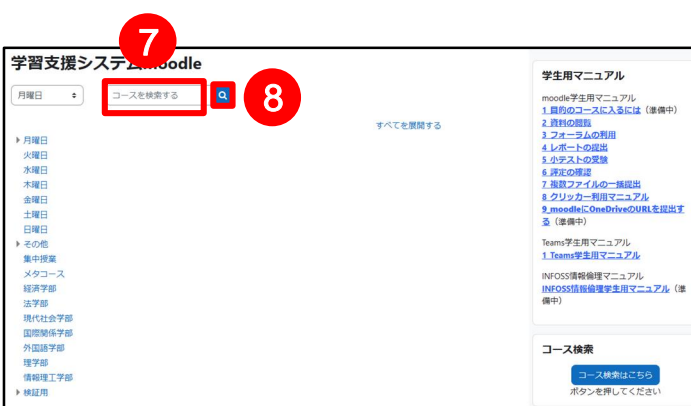 7
学習支援システムmoodle
8
月曜日
コースを検索する
すべてを展開する
月曜日
火曜日
水曜日
木曜日
金曜日
土曜日
日曜日
その他
集中授業
メタコース
経済学部
法学部
現代社会学部
国際関係学部
外国語学部
理学部
情報理工学部
検証用
学生用マニュアル
moodle学生用マニュアル
1 目的のコースに入るには（準備中）
2 資料の閲覧
3 フォーラムの利用
4 レポートの提出
5 小テストの受験
6 評定の確認
7 複数ファイルの一括提出
8 クリッカー利用マニュアル
9_moodleにOneDriveのURLを提出す
る（準備中）
Teams学生用マニュアル
1 Teams学生用マニュアル
INFOSS情報倫理マニュアル
INFOSS情報倫理学生用マニュアル（準
備中）
コース検索
コース検索はこちら
ボタンを押してください